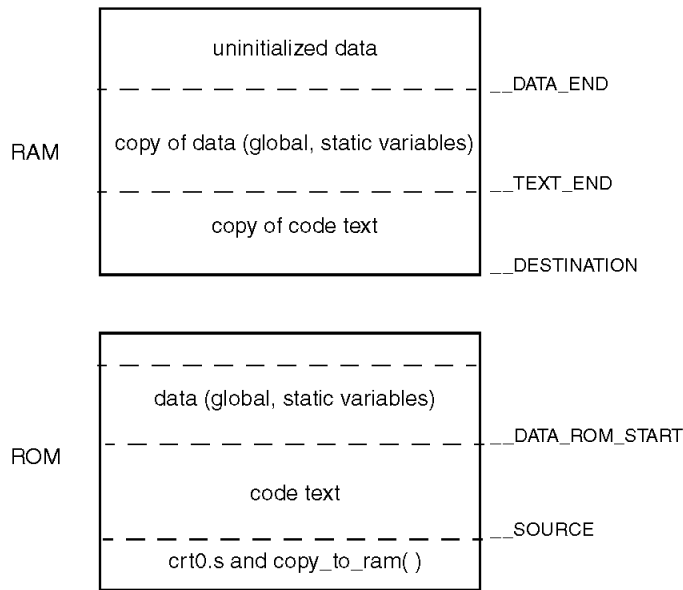 uninitialized data
__DATA_END
RAM
copy of data (global, static variables)
__TEXT_END
copy of code text
__DESTINATION
data (global, static variables)
__DATA_ROM_START
ROM
code text
__SOURCE
crt0.s and copy_to_ram( )